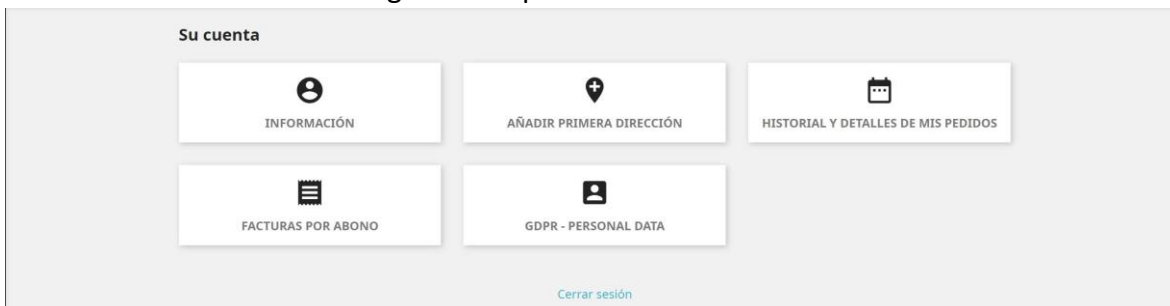 Su cuenta
INFORMACIÓN
AÑADIR PRIMERA DIRECCIÓN
HISTORIAL Y DETALLES DE MIS PEDIDOS
FACTURAS POR ABONO
GDPR - PERSONAL DATA
Cerrar sesión